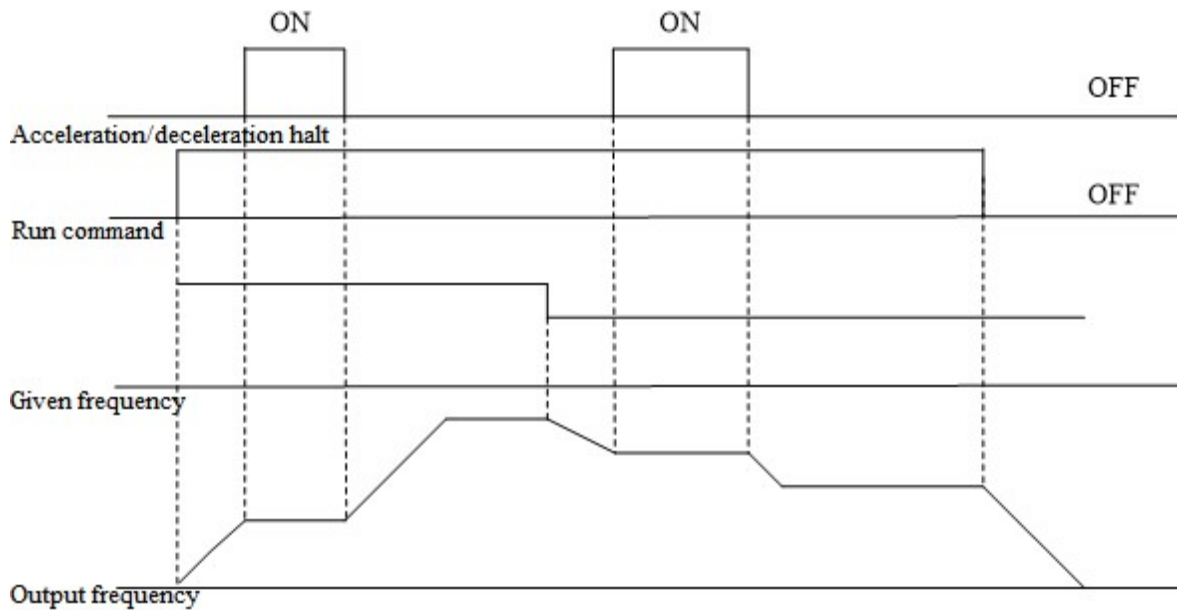 ON
ON
OFF
Acceleration/deceleration halt
OFF
Run command
Given frequency
Output frequency